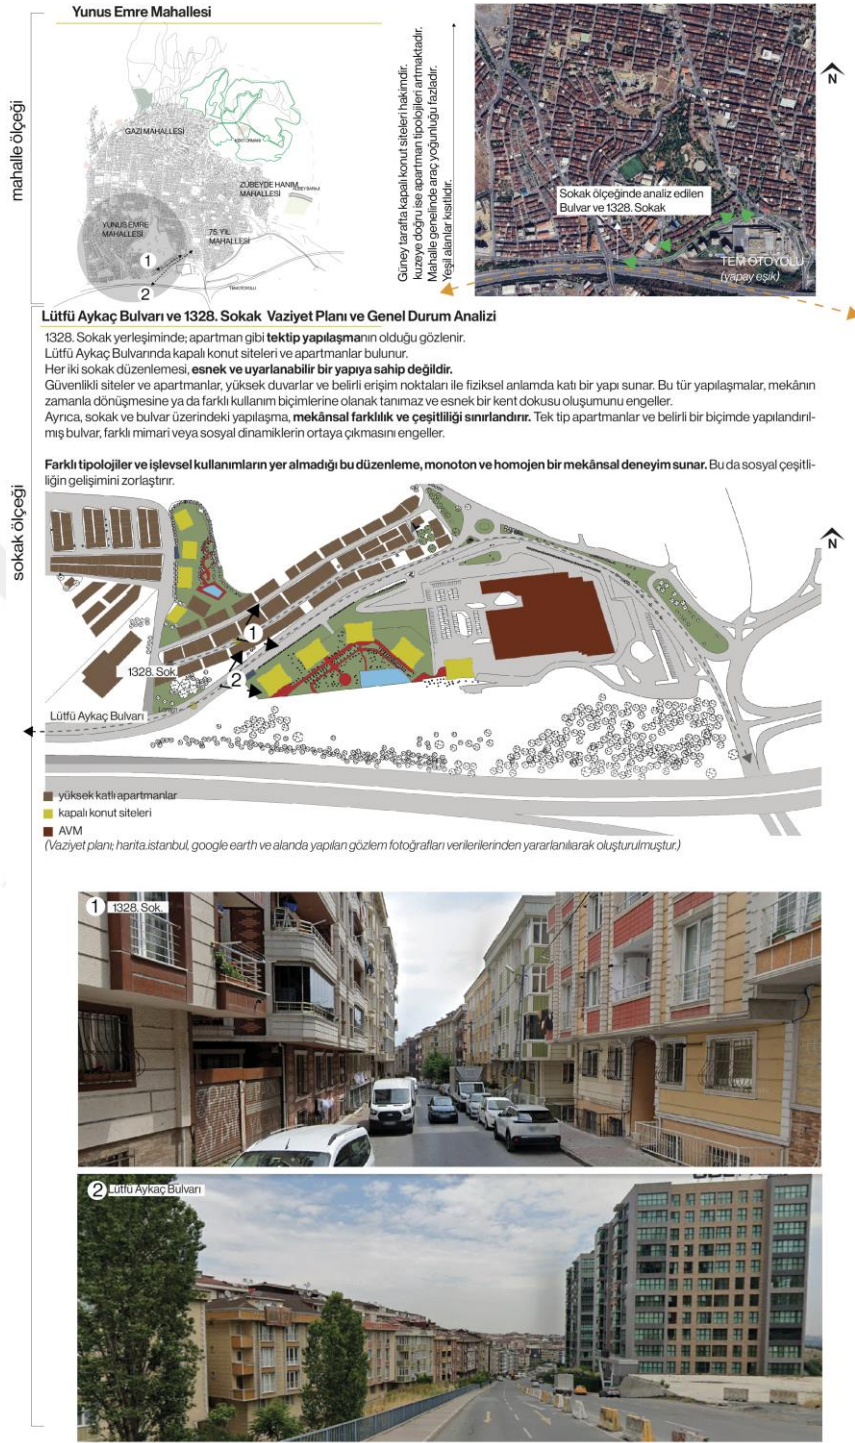 Yunus Emre Mahallesi
mahalle ölçeği
GAZİ MAHALLESİ
KENT ORMANI
ZÜBEYDE HANIM
MAHALLESİ
YUNUS EMRE
MAHALLESİ
75. YIL
MAHALLESİ
1
2
TEM OTOYOLU
Güney tarafta kapalı konut siteleri hakimdir.
kuzeye doğru ise apartman tipolojileri artmaktadır.
Mahalle genelinde araç yoğunluğu fazladır.
Yeşil alanlar kısıtlıdır.
N
Sokak ölçeğinde analiz edilen
Bulvar ve 1328. Sokak
TEM OTOYOLU
(yapay eşik)
Lütfü Aykaç Bulvarı ve 1328. Sokak Vaziyet Planı ve Genel Durum Analizi
1328. Sokak yerleşiminde; apartman gibi tektip yapılaşmanın olduğu gözlenir.
Lütfü Aykaç Bulvarında kapalı konut siteleri ve apartmanlar bulunur.
Her iki sokak düzenlemesi, esnek ve uyarlanabilir bir yapıya sahip değildir.
Güvenlikli siteler ve apartmanlar, yüksek duvarlar ve belirli erişim noktaları ile fiziksel anlamda katı bir yapı sunar. Bu tür yapılaşmalar, mekânın
zamanla dönüşmesine ya da farklı kullanım biçimlerine olanak tanımaz ve esnek bir kent dokusu oluşumunu engeller.
Ayrıca, sokak ve bulvar üzerindeki yapılaşma, mekânsal farklılık ve çeşitliliği sınırlandırır. Tek tip apartmanlar ve belirli bir biçimde yapılandırıl-
mış bulvar, farklı mimari veya sosyal dinamiklerin ortaya çıkmasını engeller.
Farklı tipolojiler ve işlevsel kullanımların yer almadığı bu düzenleme, monoton ve homojen bir mekânsal deneyim sunar. Bu da sosyal çeşitli-
liğin gelişimini zorlaştırır.
sokak ölçeği
N
1
2
1328. Sok.
Lütfü Aykaç Bulvarı
yüksek katlı apartmanlar
kapalı konut siteleri
AVM
(Vaziyet planı; harita.istanbul, google earth ve alanda yapılan gözlem fotoğrafları verilerilerinden yararlanılarak oluşturulmuştur.)
1 1328. Sok.
2 Lütfü Aykaç Bulvarı